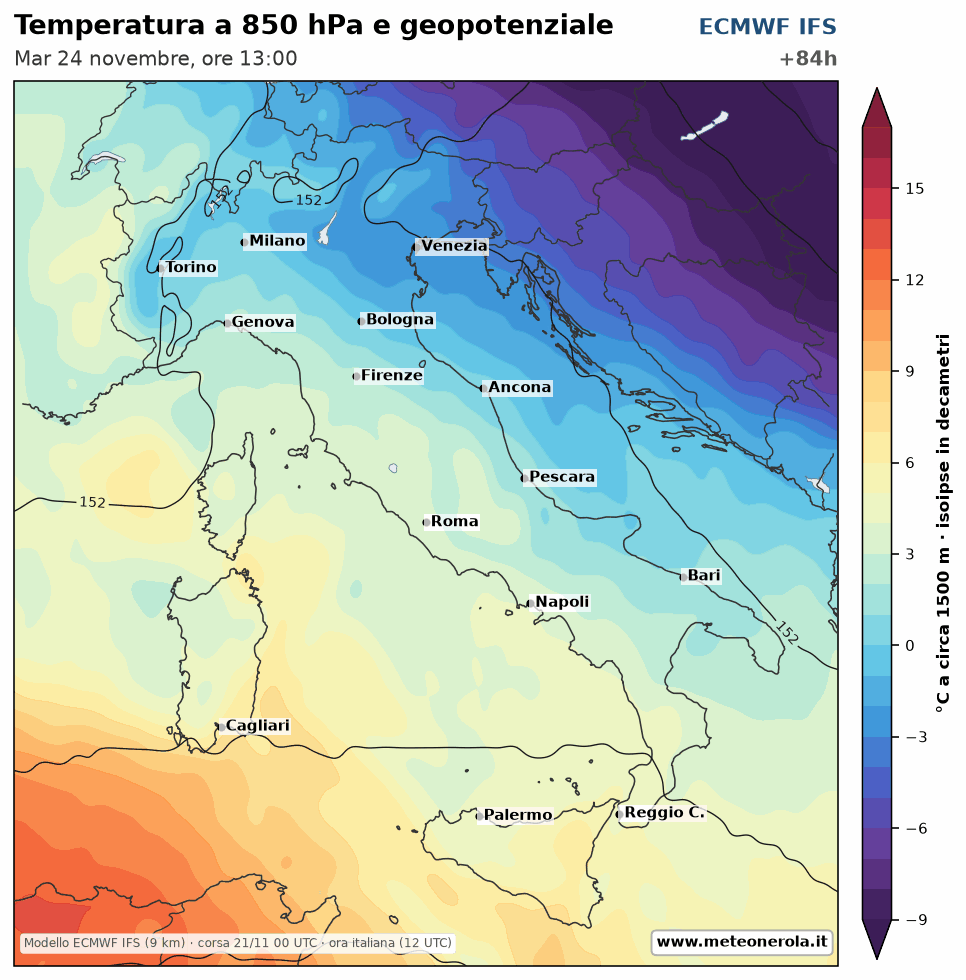 Temperatura a 850 hPa e geopotenziale
ECMWF IFS
Mar 24 novembre, ore 13:00
+84h
152
Milano
Venezia
Torino
Genova
Bologna
Firenze
Ancona
152
Pescara
Roma
Bari
Napoli
152
Cagliari
Palermo
Reggio C.
15
12
9
6
3
0
−3
−6
−9
°C a circa 1500 m · isoipse in decametri
Modello ECMWF IFS (9 km) · corsa 21/11 00 UTC · ora italiana (12 UTC)
www.meteonerola.it